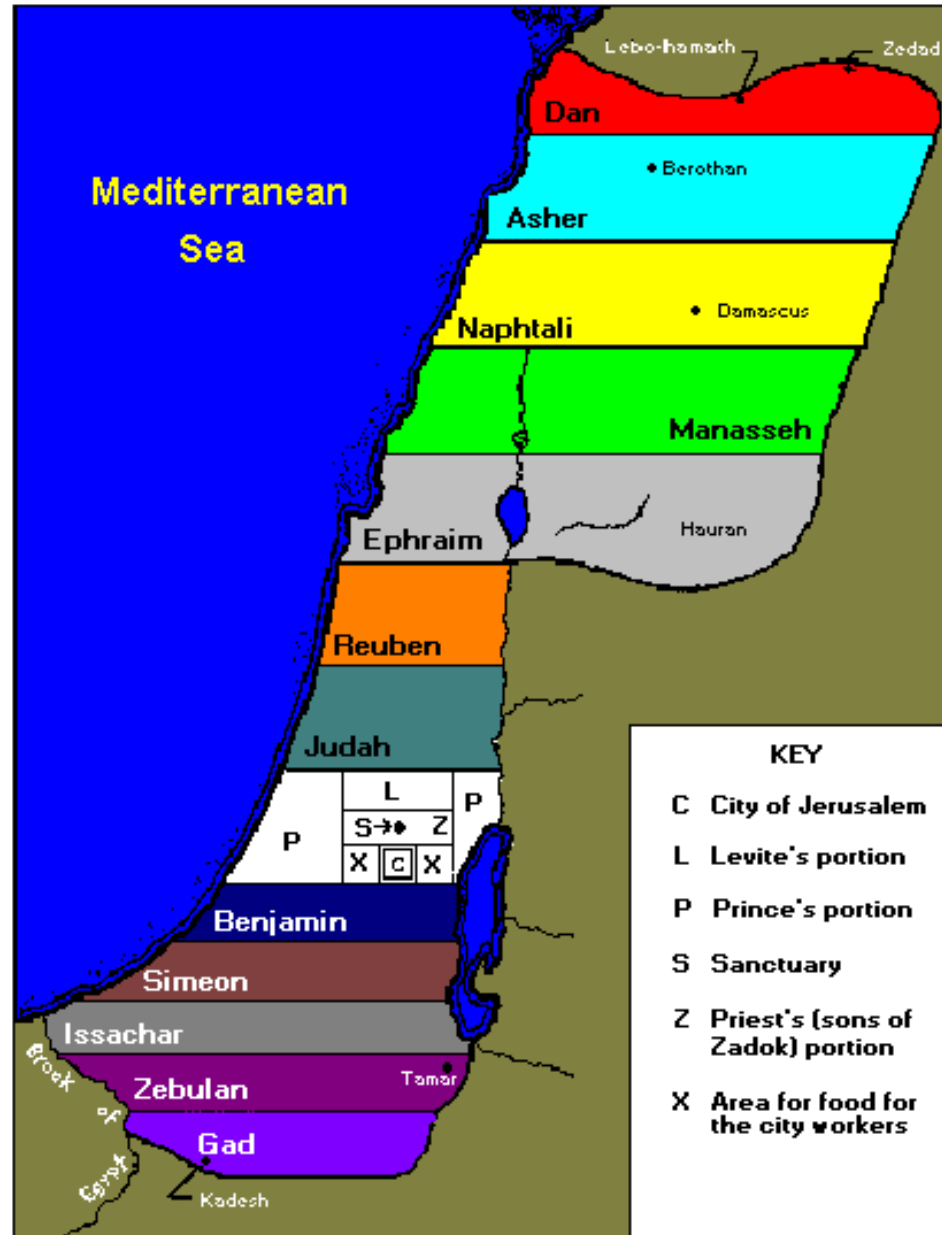 Lebo-hamath
Zedad
Dan
Berothan
Mediterranean
Sea
Asher
Damascus
Naphtali
Manasseh
Ephraim
Hauran
Reuben
Judah
L
P
P
S Z
X C X
Benjamin
Simeon
Issachar
Zebulan
Tamar
Brook
of
Egypt
Gad
Kadesh
KEY
C City of Jerusalem
L Levite's portion
P Prince's portion
S Sanctuary
Z Priest's (sons of
Zadok) portion
X Area for food for
the city workers